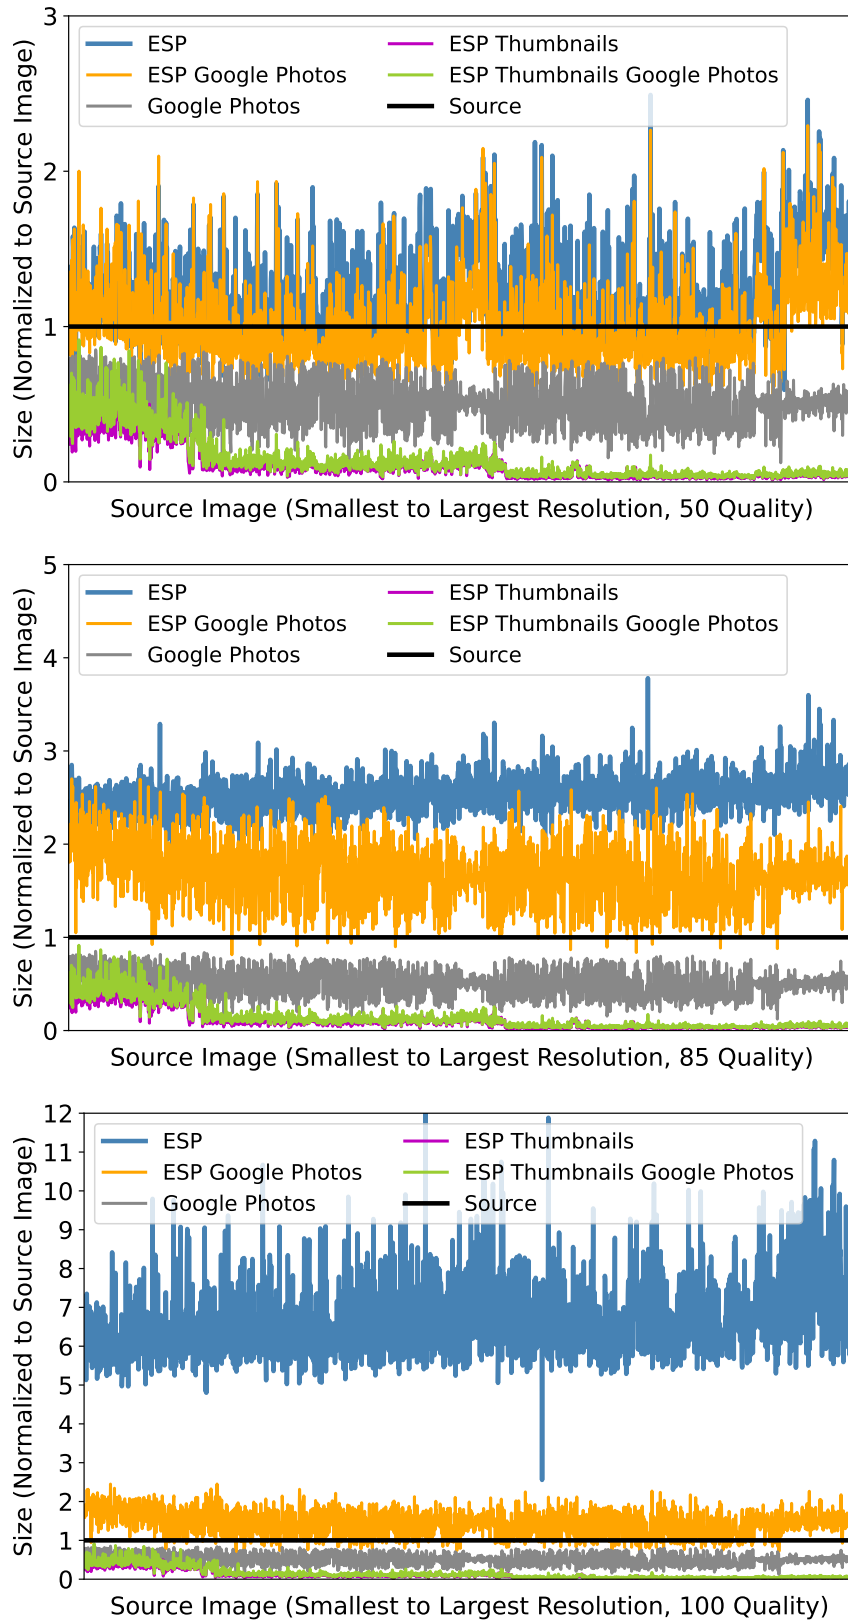 Size (Normalized to Source Image)
3
2
1
0
ESP
ESP Google Photos
Google Photos
ESP Thumbnails
ESP Thumbnails Google Photos
Source
Source Image (Smallest to Largest Resolution, 50 Quality)
Size (Normalized to Source Image)
5
4
3
2
1
0
ESP
ESP Google Photos
Google Photos
ESP Thumbnails
ESP Thumbnails Google Photos
Source
Source Image (Smallest to Largest Resolution, 85 Quality)
Size (Normalized to Source Image)
12
11
10
9
8
7
6
5
4
3
2
1
0
ESP
ESP Google Photos
Google Photos
ESP Thumbnails
ESP Thumbnails Google Photos
Source
Source Image (Smallest to Largest Resolution, 100 Quality)